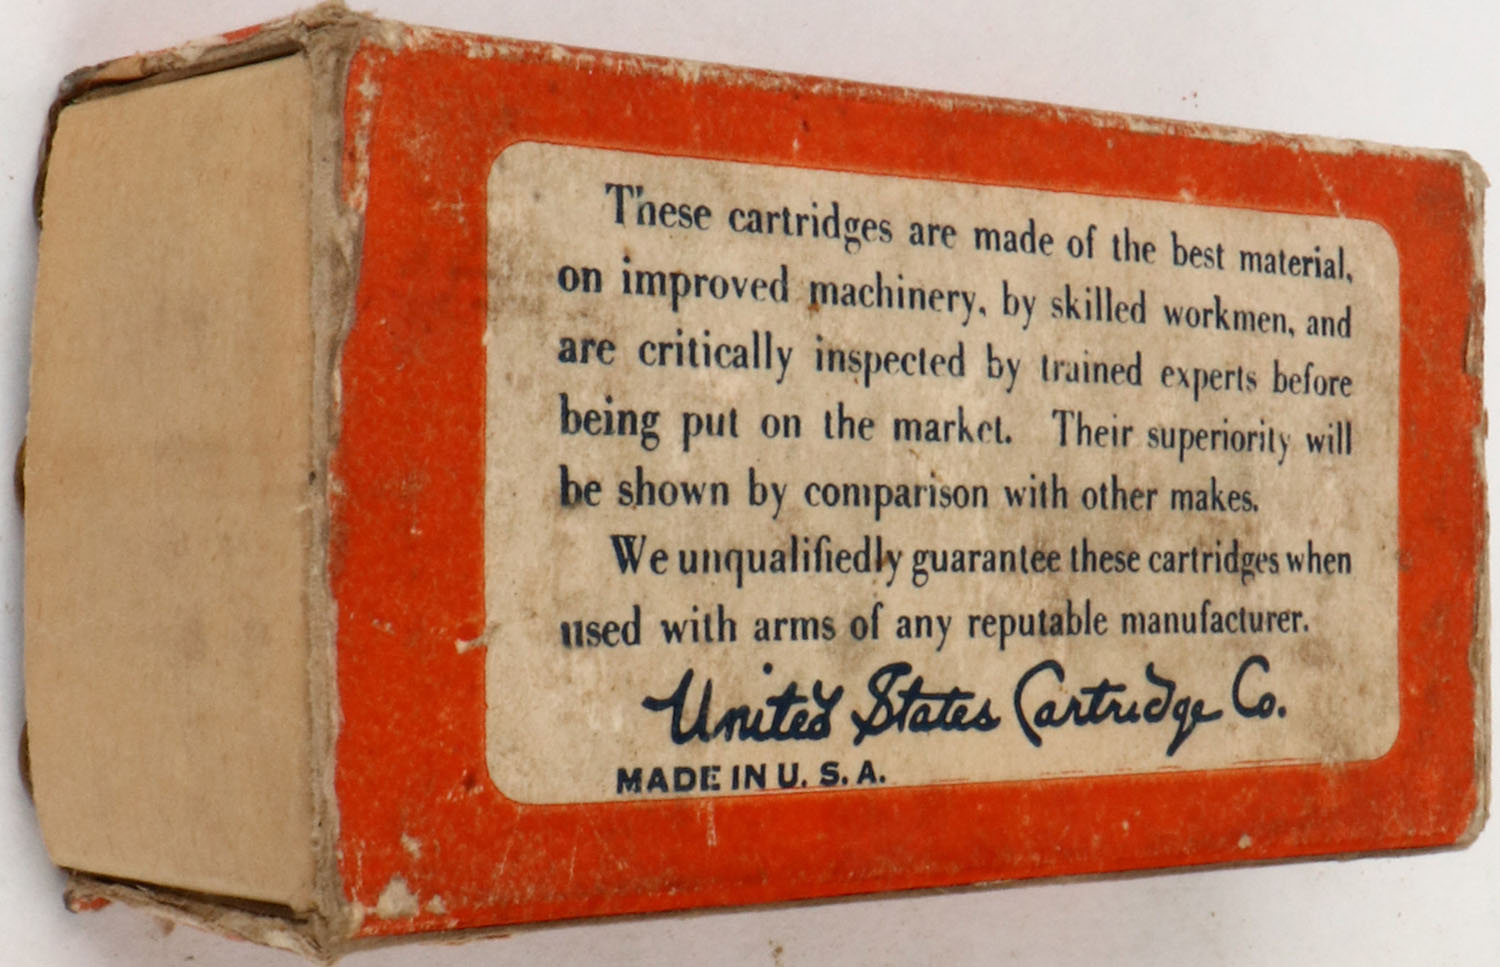 These cartridges are made of the best material,
on improved machinery, by skilled workmen, and
are critically inspected by trained experts before
being put on the market. Their superiority will
be shown by comparison with other makes.
We unqualifiedly guarantee these cartridges when
used with arms of any reputable manufacturer.
United States Cartridge Co.
MADE IN U. S. A.